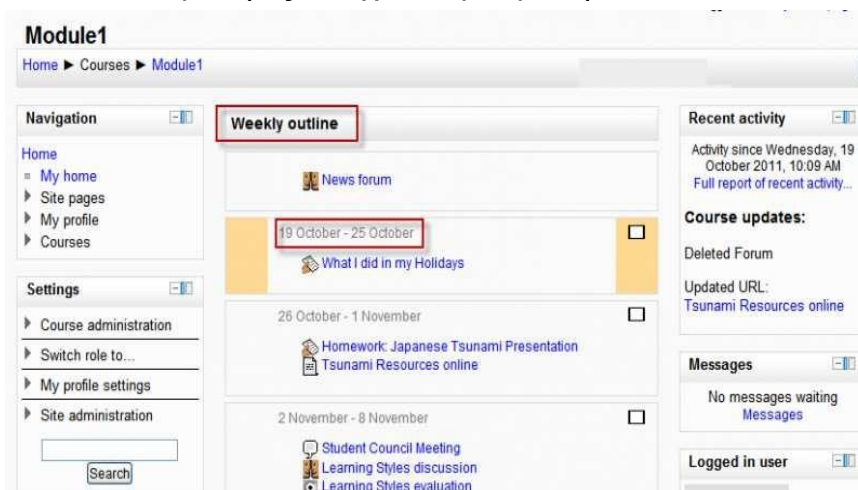 Module1
Home ► Courses ► Module1
Navigation
Home
My home
Site pages
My profile
Courses
Settings
Course administration
Switch role to...
My profile settings
Site administration
Search
Weekly outline
News forum
19 October - 25 October
What I did in my Holidays
26 October - 1 November
Homework: Japanese Tsunami Presentation
Tsunami Resources online
2 November - 8 November
Student Council Meeting
Learning Styles discussion
Learning Styles evaluation
Recent activity
Activity since Wednesday, 19
October 2011, 10:09 AM
Full report of recent activity...
Course updates:
Deleted Forum
Updated URL:
Tsunami Resources online
Messages
No messages waiting
Messages
Logged in user